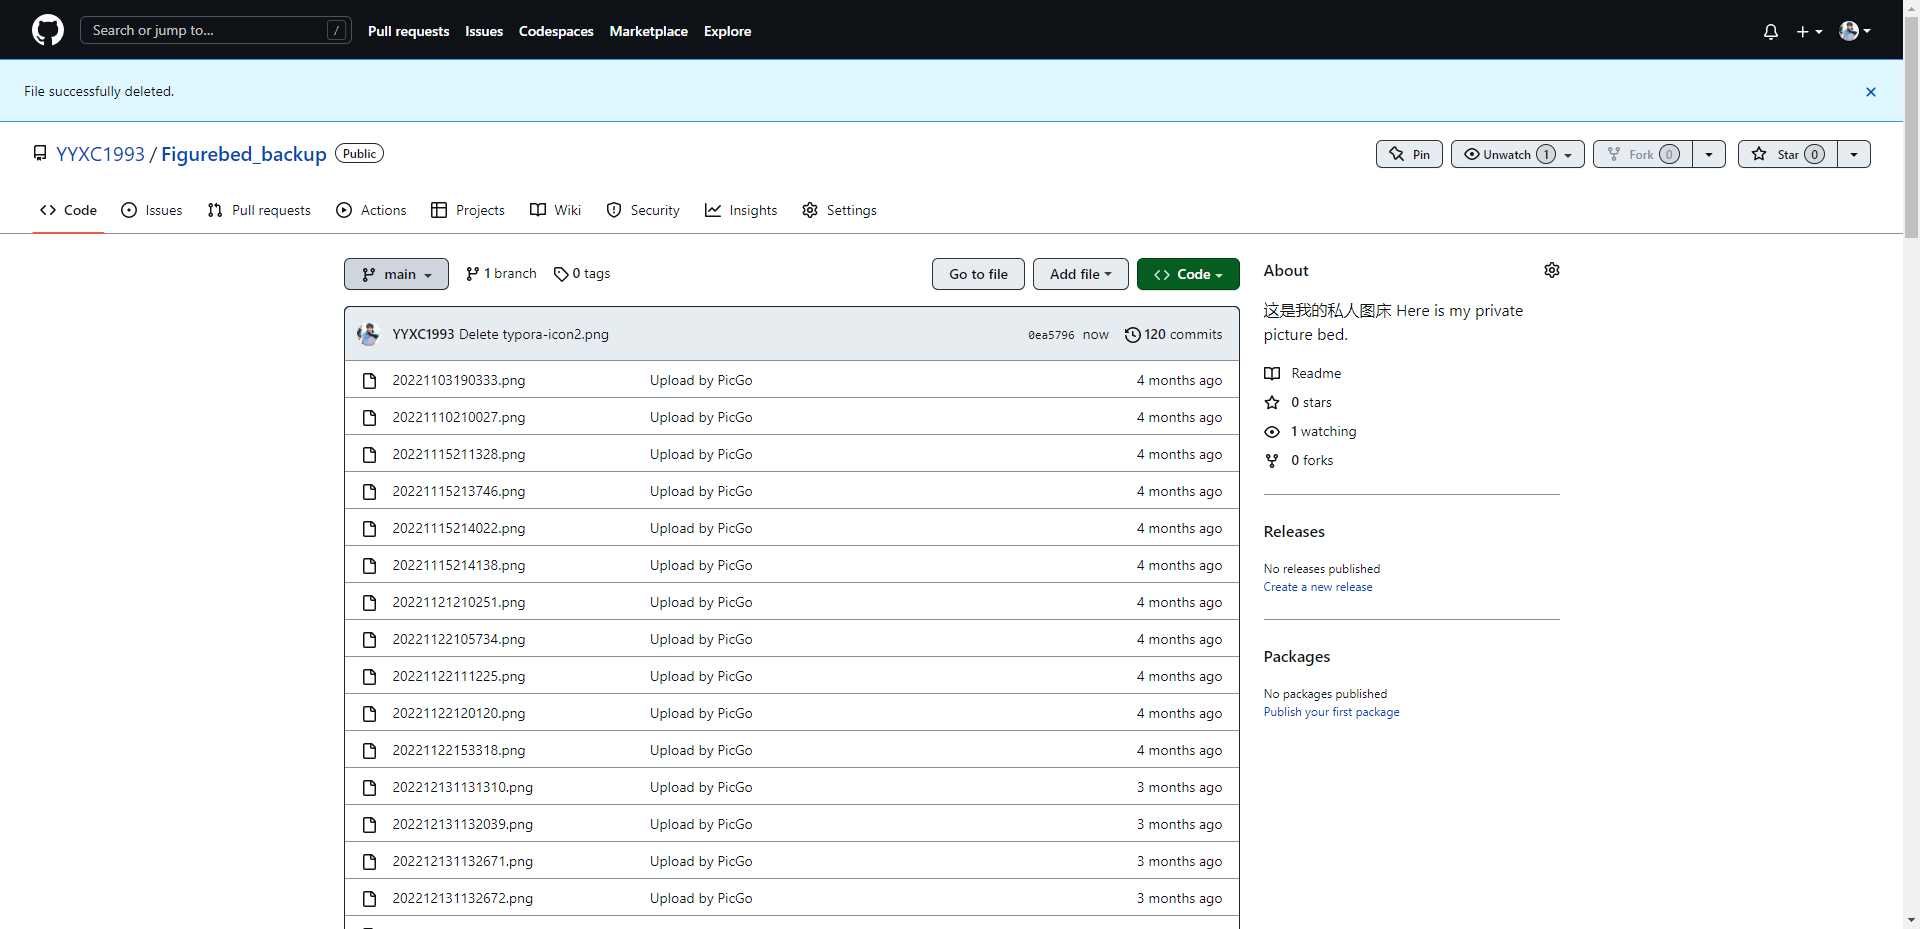 Search or jump to... /
Pull requests Issues Codespaces Marketplace Explore
File successfully deleted.
YYXC1993 / Figurebed_backup Public
Pin Unwatch 1 Fork 0 Star 0
Code Issues Pull requests Actions Projects Wiki Security Insights Settings
main 1 branch 0 tags Go to file Add file Code
YYXC1993 Delete typora-icon2.png 0ea5796 now 120 commits
20221103190333.png Upload by PicGo 4 months ago
20221110210027.png Upload by PicGo 4 months ago
20221115211328.png Upload by PicGo 4 months ago
20221115213746.png Upload by PicGo 4 months ago
20221115214022.png Upload by PicGo 4 months ago
20221115214138.png Upload by PicGo 4 months ago
20221121210251.png Upload by PicGo 4 months ago
20221122105734.png Upload by PicGo 4 months ago
20221122111225.png Upload by PicGo 4 months ago
20221122120120.png Upload by PicGo 4 months ago
20221122153318.png Upload by PicGo 4 months ago
202212131131310.png Upload by PicGo 3 months ago
202212131132039.png Upload by PicGo 3 months ago
202212131132671.png Upload by PicGo 3 months ago
202212131132672.png Upload by PicGo 3 months ago
About
这是我的私人图床 Here is my private
picture bed.
Readme
0 stars
1 watching
0 forks
Releases
No releases published
Create a new release
Packages
No packages published
Publish your first package